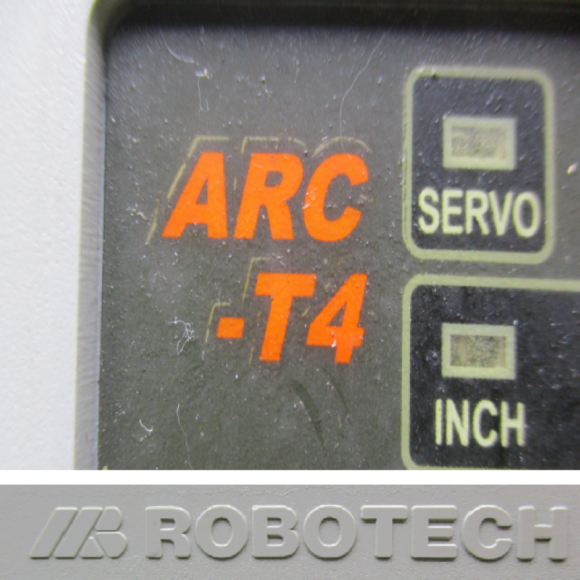 ARC
-T4
SERVO
INCH
ROBOTECH